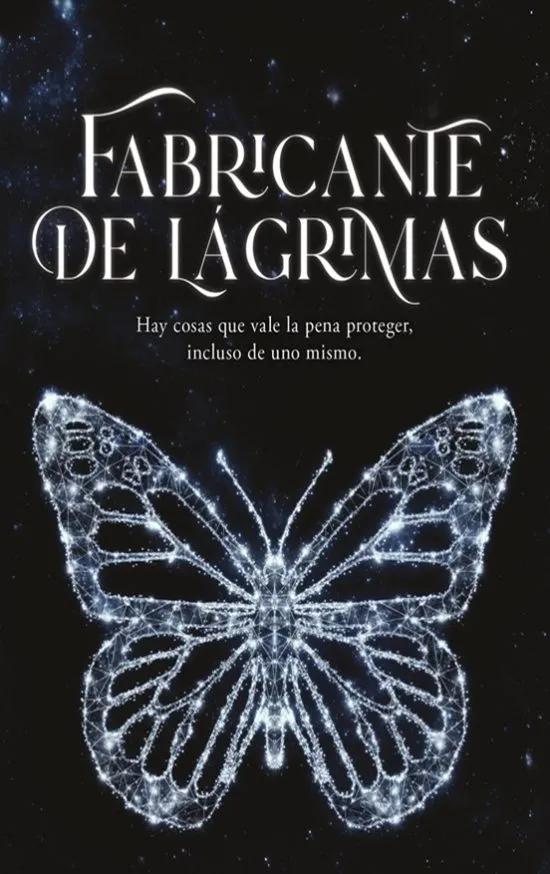 FABRICANTE
DE LÁGRIMAS
Hay cosas que vale la pena proteger,
incluso de uno mismo.